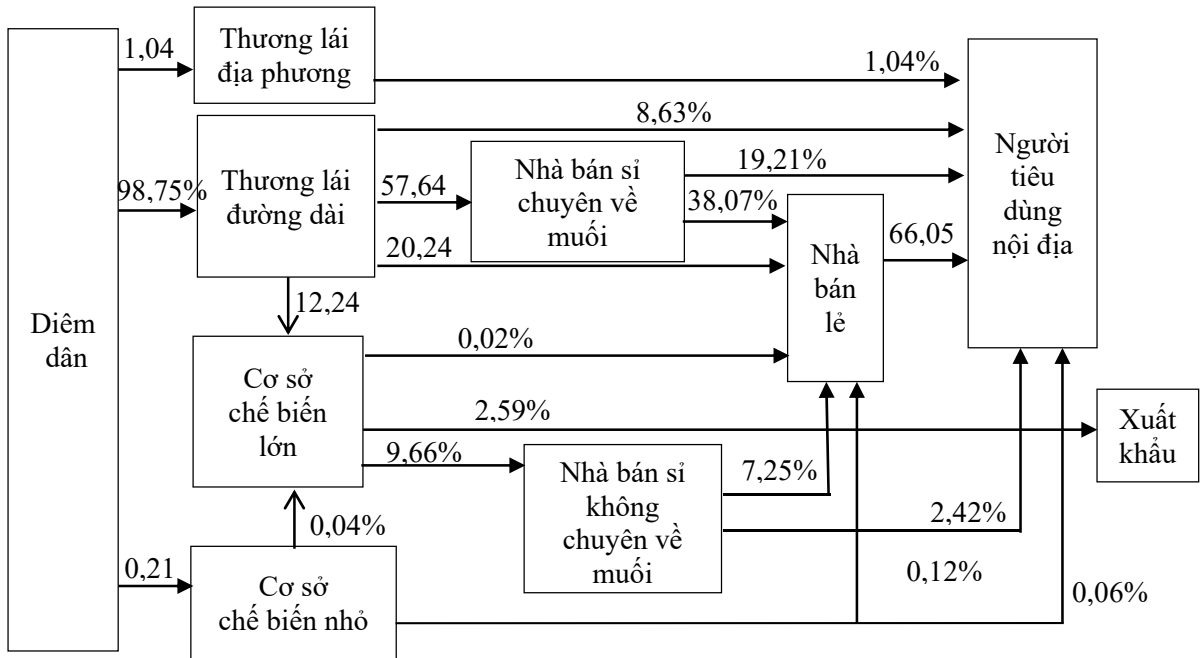 Diêm
dân
1,04
98,75%
0,21
Thương lái
địa phương
1,04%
Thương lái
đường dài
8,63%
57,64
20,24
12,24
Nhà bán sỉ
chuyên về
muối
19,21%
38,07%
Nhà
bán
lẻ
66,05
Người
tiêu
dùng
nội địa
Cơ sở
chế biến
lớn
0,02%
2,59%
9,66%
Xuất
khẩu
Nhà bán sỉ
không
chuyên về
muối
7,25%
2,42%
0,04%
Cơ sở
chế biến nhỏ
0,12%
0,06%